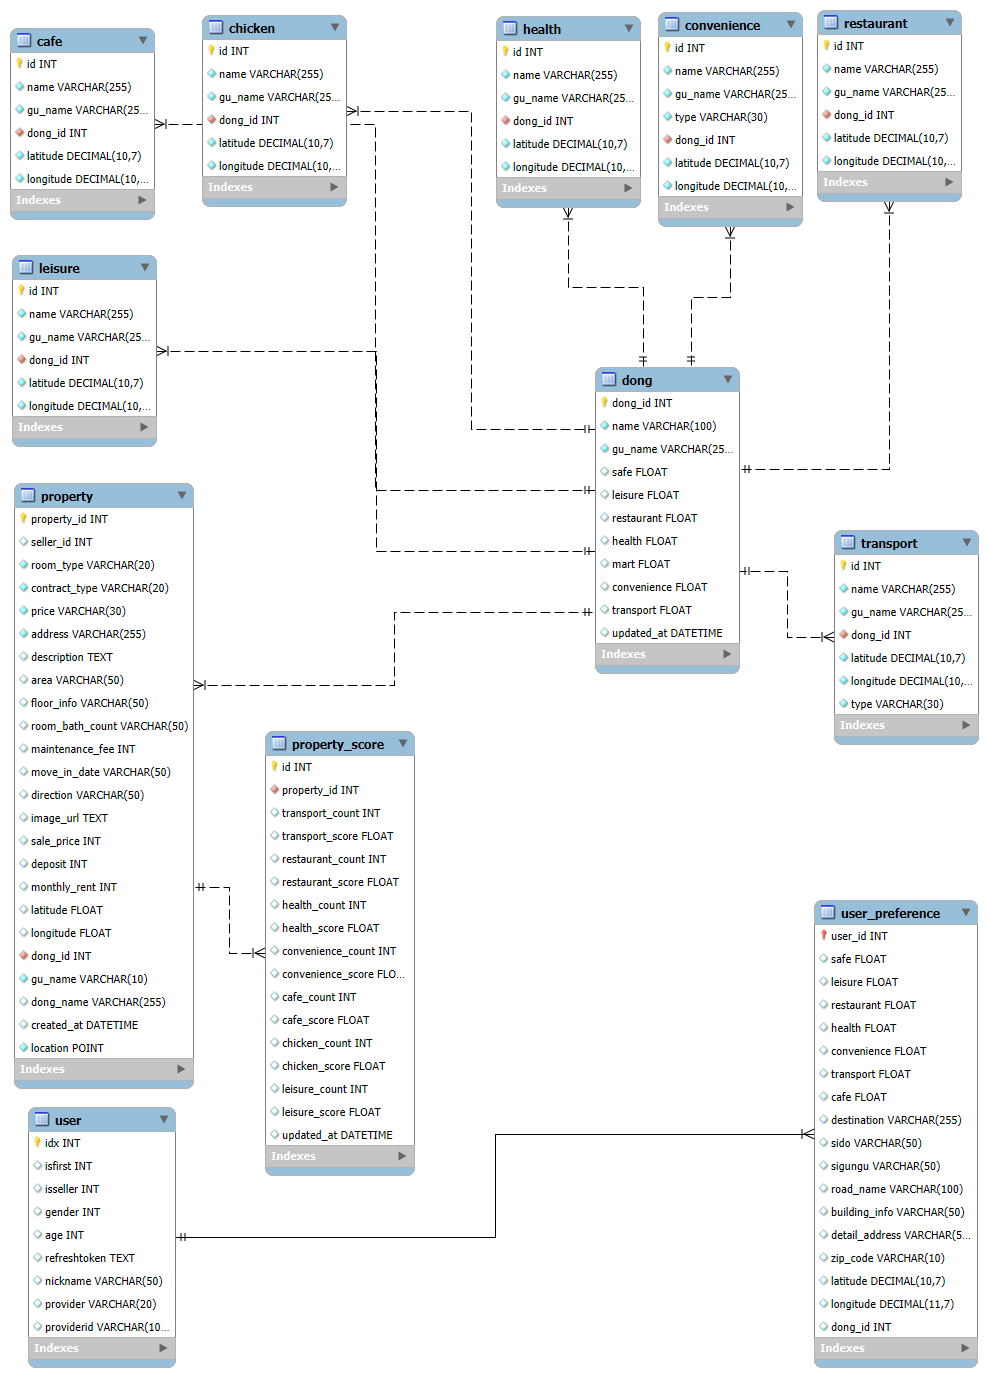 cafe
id INT
name VARCHAR(255)
gu_name VARCHAR(25...
dong_id INT
latitude DECIMAL(10,7)
longitude DECIMAL(10,...
Indexes
chicken
id INT
name VARCHAR(255)
gu_name VARCHAR(25...
dong_id INT
latitude DECIMAL(10,7)
longitude DECIMAL(10,...
Indexes
health
id INT
name VARCHAR(255)
gu_name VARCHAR(25...
dong_id INT
latitude DECIMAL(10,7)
longitude DECIMAL(10,...
Indexes
convenience
id INT
name VARCHAR(255)
gu_name VARCHAR(25...
type VARCHAR(30)
dong_id INT
latitude DECIMAL(10,7)
longitude DECIMAL(10,...
Indexes
restaurant
id INT
name VARCHAR(255)
gu_name VARCHAR(25...
dong_id INT
latitude DECIMAL(10,7)
longitude DECIMAL(10,...
Indexes
leisure
id INT
name VARCHAR(255)
gu_name VARCHAR(25...
dong_id INT
latitude DECIMAL(10,7)
longitude DECIMAL(10,...
Indexes
dong
dong_id INT
name VARCHAR(100)
gu_name VARCHAR(25...
safe FLOAT
leisure FLOAT
restaurant FLOAT
health FLOAT
mart FLOAT
convenience FLOAT
transport FLOAT
updated_at DATETIME
Indexes
property
property_id INT
seller_id INT
room_type VARCHAR(20)
contract_type VARCHAR(20)
price VARCHAR(30)
address VARCHAR(255)
description TEXT
area VARCHAR(50)
floor_info VARCHAR(50)
room_bath_count VARCHAR(50)
maintenance_fee INT
move_in_date VARCHAR(50)
direction VARCHAR(50)
image_url TEXT
sale_price INT
deposit INT
monthly_rent INT
latitude FLOAT
longitude FLOAT
dong_id INT
gu_name VARCHAR(10)
dong_name VARCHAR(255)
created_at DATETIME
location POINT
Indexes
transport
id INT
name VARCHAR(255)
gu_name VARCHAR(25...
dong_id INT
latitude DECIMAL(10,7)
longitude DECIMAL(10,...
type VARCHAR(30)
Indexes
property_score
id INT
property_id INT
transport_count INT
transport_score FLOAT
restaurant_count INT
restaurant_score FLOAT
health_count INT
health_score FLOAT
convenience_count INT
convenience_score FLO...
cafe_count INT
cafe_score FLOAT
chicken_count INT
chicken_score FLOAT
leisure_count INT
leisure_score FLOAT
updated_at DATETIME
Indexes
user_preference
user_id INT
safe FLOAT
leisure FLOAT
restaurant FLOAT
health FLOAT
convenience FLOAT
transport FLOAT
cafe FLOAT
destination VARCHAR(255)
sido VARCHAR(50)
sigungu VARCHAR(50)
road_name VARCHAR(100)
building_info VARCHAR(50)
detail_address VARCHAR(5...
zip_code VARCHAR(10)
latitude DECIMAL(10,7)
longitude DECIMAL(11,7)
dong_id INT
Indexes
user
idx INT
isfirst INT
isseller INT
gender INT
age INT
refreshtoken TEXT
nickname VARCHAR(50)
provider VARCHAR(20)
providerid VARCHAR(10...
Indexes